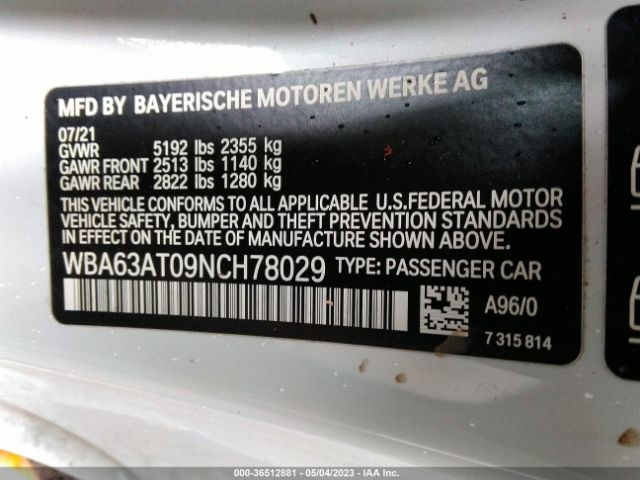 MFD BY BAYERISCHE MOTOREN WERKE AG
07/21
GVWR 5192 lbs 2355 kg
GAWR FRONT 2513 lbs 1140 kg
GAWR REAR 2822 lbs 1280 kg
THIS VEHICLE CONFORMS TO ALL APPLICABLE U.S.FEDERAL MOTOR
VEHICLE SAFETY, BUMPER AND THEFT PREVENTION STANDARDS
IN EFFECT ON THE DATE OF MANUFACTURE SHOWN ABOVE.
WBA63AT09NCH78029 TYPE: PASSENGER CAR
A96/0
7 315 814
000-36512881 - 05/04/2023 - IAA Inc.